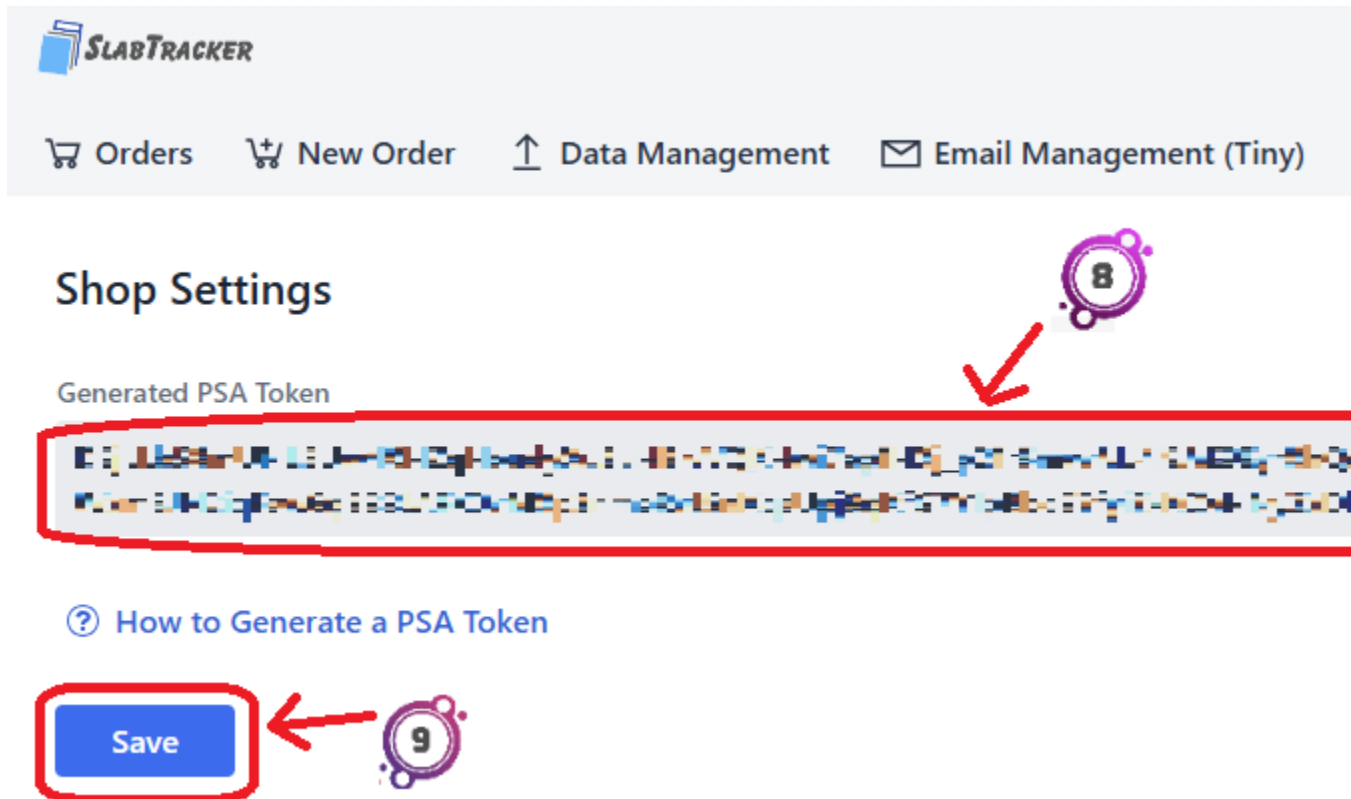 SLABTRACKER
Orders New Order Data Management Email Management (Tiny)
8
Shop Settings
Generated PSA Token
How to Generate a PSA Token
Save
9